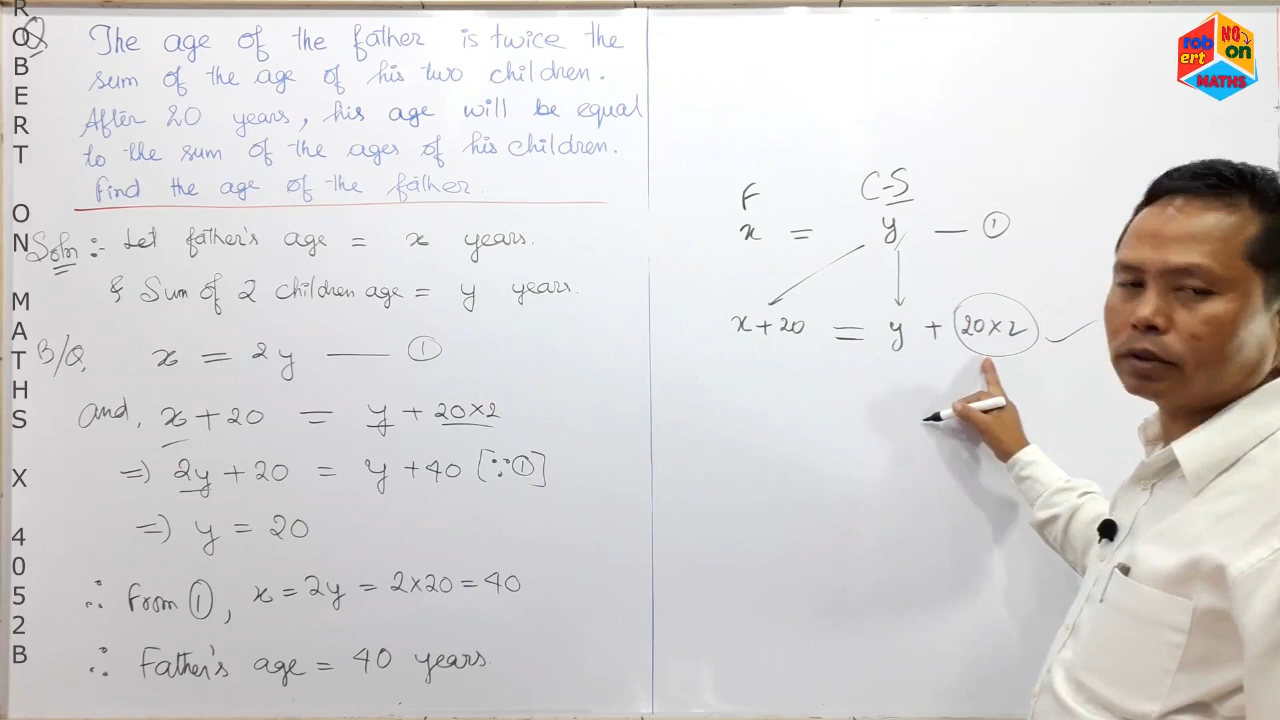 ROBERT ON MATHS X 4052B
Q The age of the father is twice the
sum of the age of his two children.
After 20 years, his age will be equal
to the sum of the ages of his children.
Find the age of the father.
Soln :- Let father's age = x years.
& Sum of 2 children age = y years.
B/Q, x = 2y —— ①
and, x + 20 = y + 20×2
=) 2y + 20 = y + 40 [∵ ①]
=) y = 20
∴ From ①, x = 2y = 2×20 = 40
∴ Father's age = 40 years
F C-S
x = y — ①
x + 20 = y + 20×2
robert NO on
MATHS